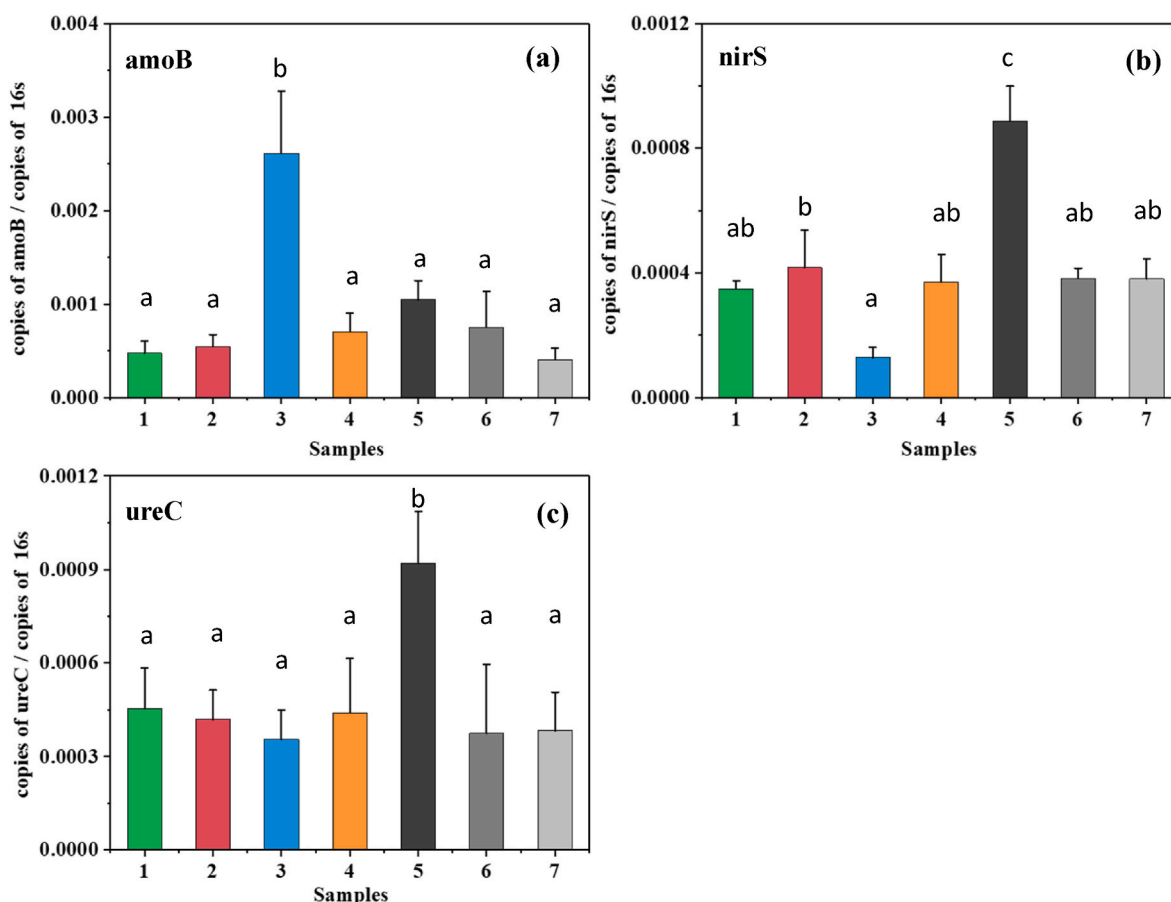 amoB
(a)
copies of amoB / copies of 16s
0.004
0.003
0.002
0.001
0.000
a
a
b
a
a
a
a
1 2 3 4 5 6 7
Samples
nirS
(b)
copies of nirS / copies of 16s
0.0012
0.0008
0.0004
0.0000
ab
b
a
ab
c
ab
ab
1 2 3 4 5 6 7
Samples
ureC
(c)
copies of ureC / copies of 16s
0.0012
0.0009
0.0006
0.0003
0.0000
a
a
a
a
b
a
a
1 2 3 4 5 6 7
Samples